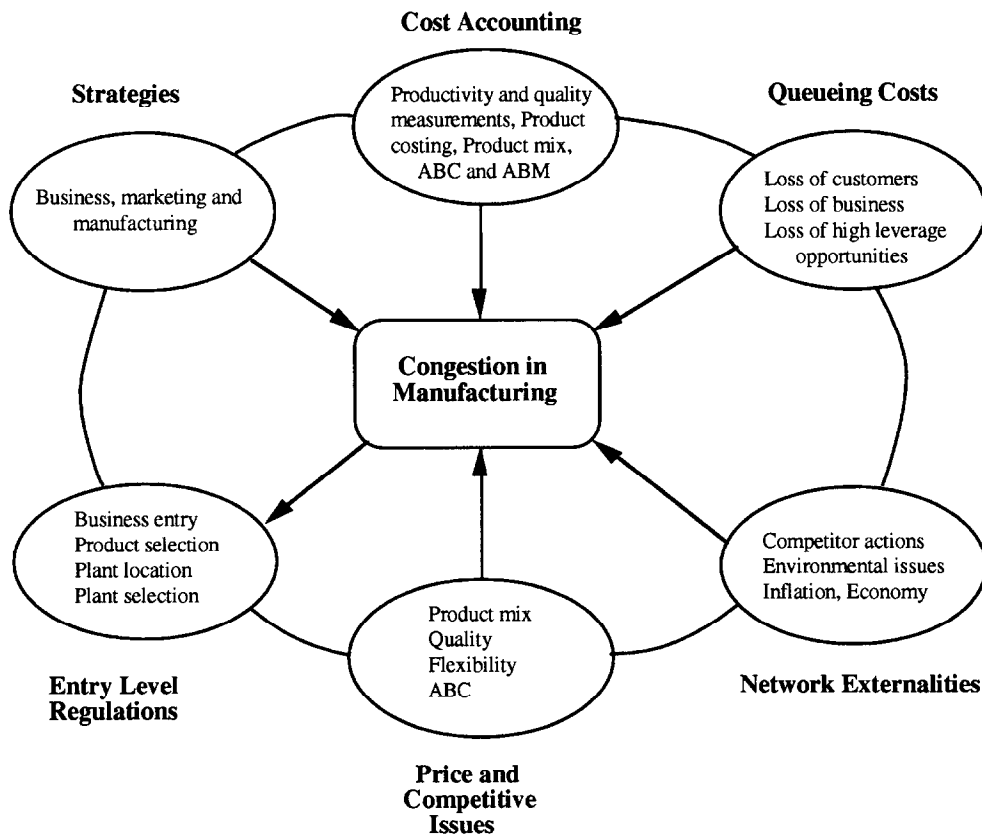 Cost Accounting
Productivity and quality
measurements, Product
costing, Product mix,
ABC and ABM
Strategies
Business, marketing and
manufacturing
Queueing Costs
Loss of customers
Loss of business
Loss of high leverage
opportunities
Congestion in
Manufacturing
Business entry
Product selection
Plant location
Plant selection
Entry Level
Regulations
Product mix
Quality
Flexibility
ABC
Price and
Competitive
Issues
Competitor actions
Environmental issues
Inflation, Economy
Network Externalities